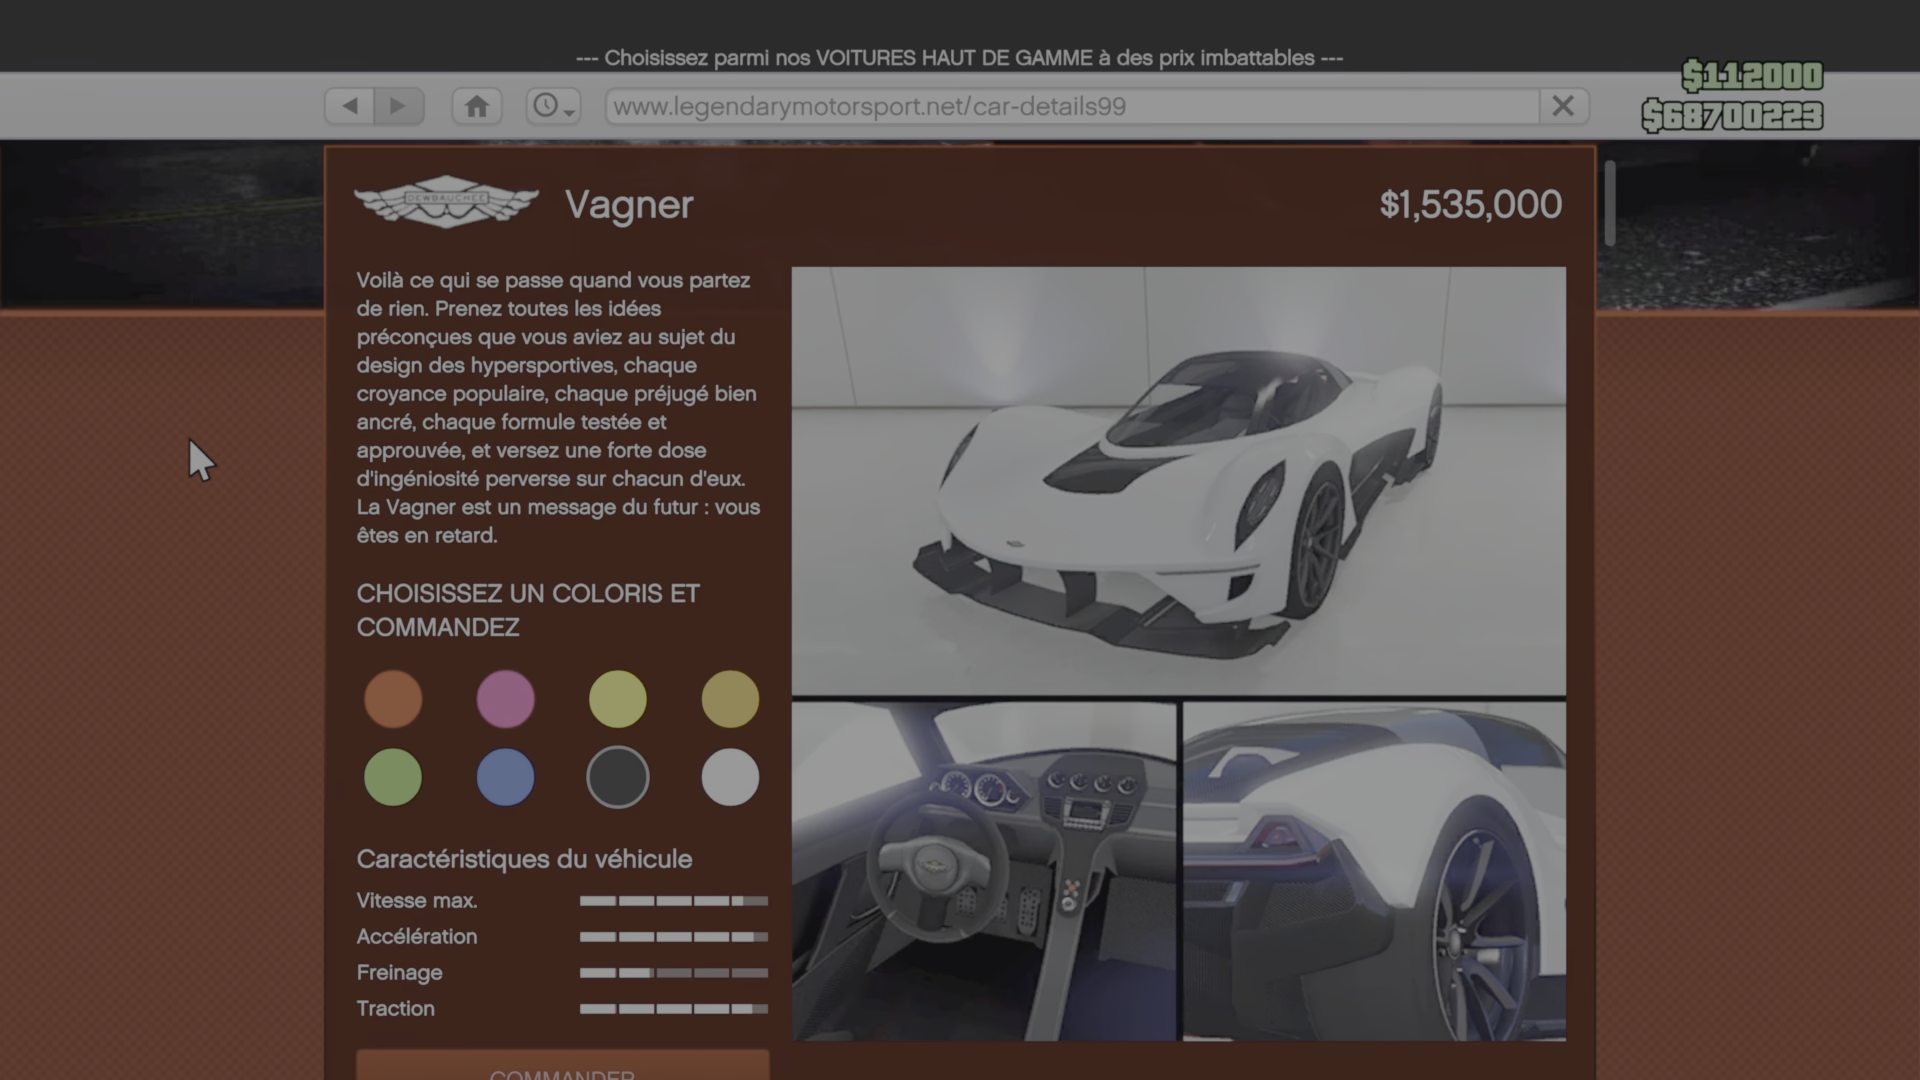 --- Choisissez parmi nos VOITURES HAUT DE GAMME à des prix imbattables ---
$112000
www.legendarymotorsport.net/car-details99
$68700223
DEWBAUCHEE
Vagner
$1,535,000
Voilà ce qui se passe quand vous partez
de rien. Prenez toutes les idées
préconçues que vous aviez au sujet du
design des hypersportives, chaque
croyance populaire, chaque préjugé bien
ancré, chaque formule testée et
approuvée, et versez une forte dose
d'ingéniosité perverse sur chacun d'eux.
La Vagner est un message du futur : vous
êtes en retard.
CHOISISSEZ UN COLORIS ET
COMMANDEZ
Caractéristiques du véhicule
Vitesse max.
Accélération
Freinage
Traction
COMMANDER